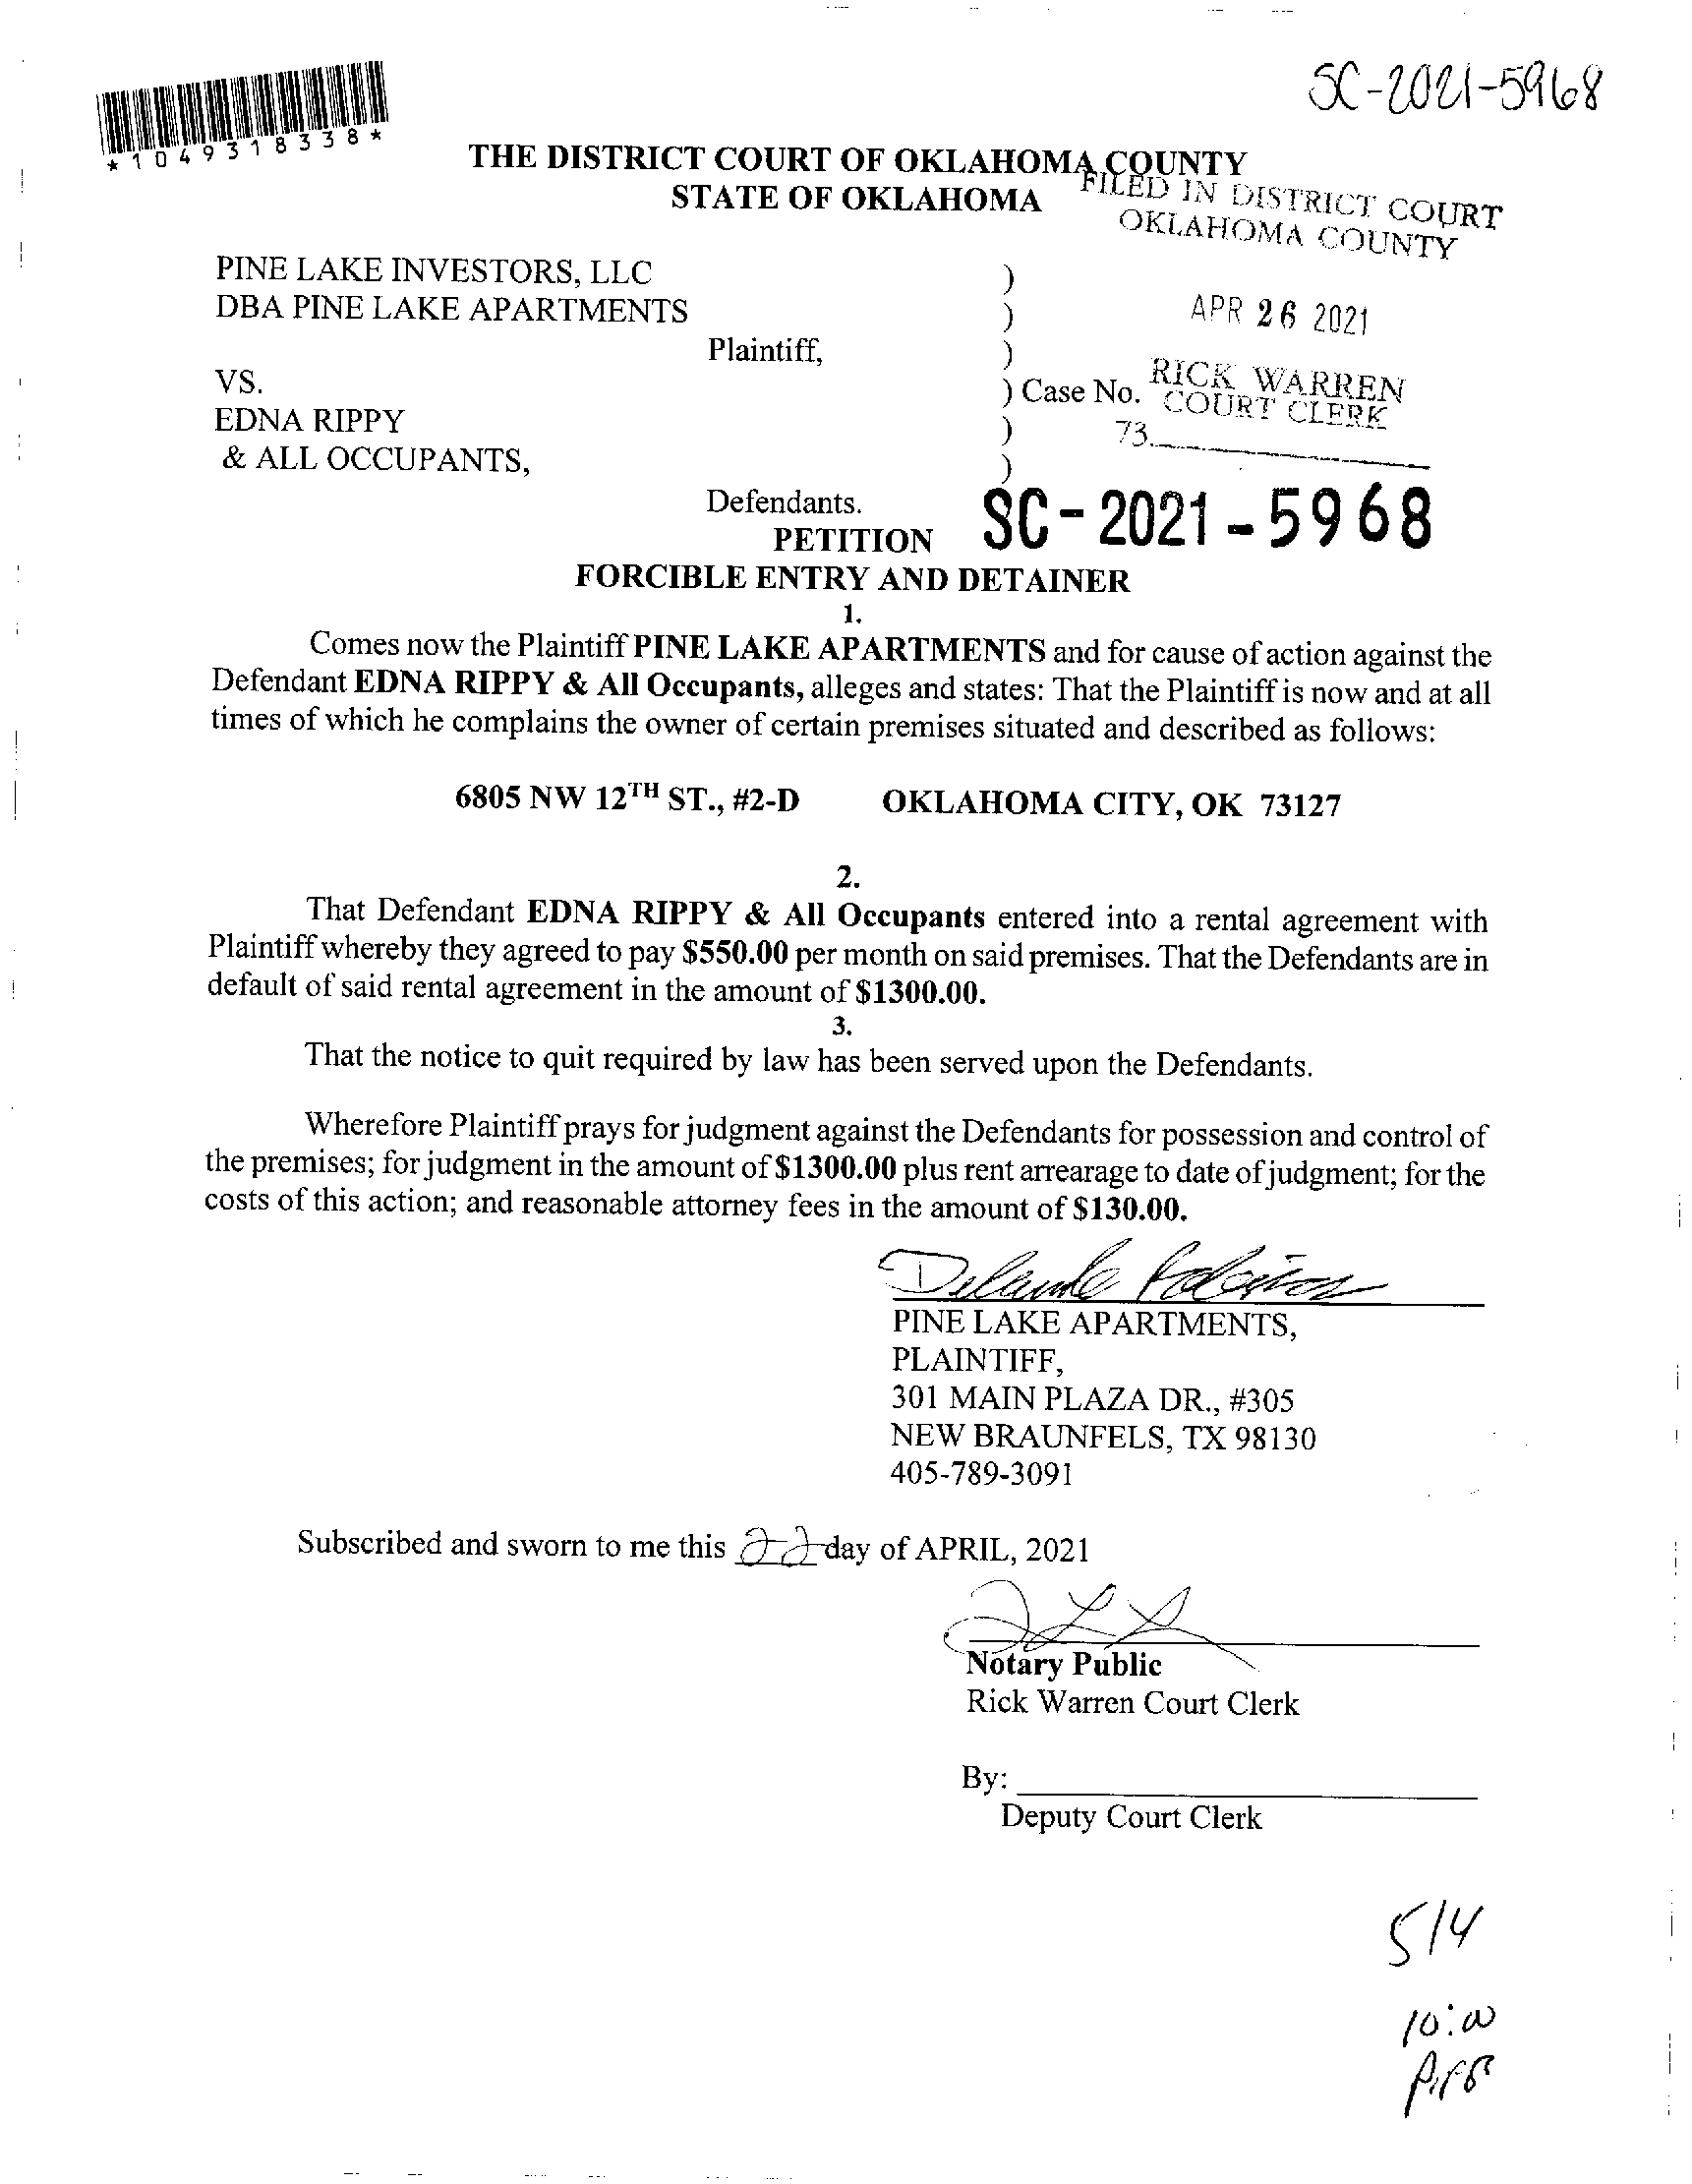 SC-2021-5968
*1049318338*
THE DISTRICT COURT OF OKLAHOMA COUNTY
STATE OF OKLAHOMA
FILED IN DISTRICT COURT
OKLAHOMA COUNTY
PINE LAKE INVESTORS, LLC )
DBA PINE LAKE APARTMENTS )
APR 26 2021
Plaintiff, )
VS. ) Case No.
RICK WARREN
COURT CLERK
EDNA RIPPY )
73.
& ALL OCCUPANTS, )
Defendants.
SC-2021-5968
PETITION
FORCIBLE ENTRY AND DETAINER
1.
Comes now the Plaintiff PINE LAKE APARTMENTS and for cause of action against the
Defendant EDNA RIPPY & All Occupants, alleges and states: That the Plaintiff is now and at all
times of which he complains the owner of certain premises situated and described as follows:
6805 NW 12TH ST., #2-D OKLAHOMA CITY, OK 73127
2.
That Defendant EDNA RIPPY & All Occupants entered into a rental agreement with
Plaintiff whereby they agreed to pay $550.00 per month on said premises. That the Defendants are in
default of said rental agreement in the amount of $1300.00.
3.
That the notice to quit required by law has been served upon the Defendants.
Wherefore Plaintiff prays for judgment against the Defendants for possession and control of
the premises; for judgment in the amount of $1300.00 plus rent arrearage to date of judgment; for the
costs of this action; and reasonable attorney fees in the amount of $130.00.
PINE LAKE APARTMENTS,
PLAINTIFF,
301 MAIN PLAZA DR., #305
NEW BRAUNFELS, TX 98130
405-789-3091
Subscribed and sworn to me this 22 day of APRIL, 2021
Notary Public
Rick Warren Court Clerk
By:
Deputy Court Clerk
5/4
10:00